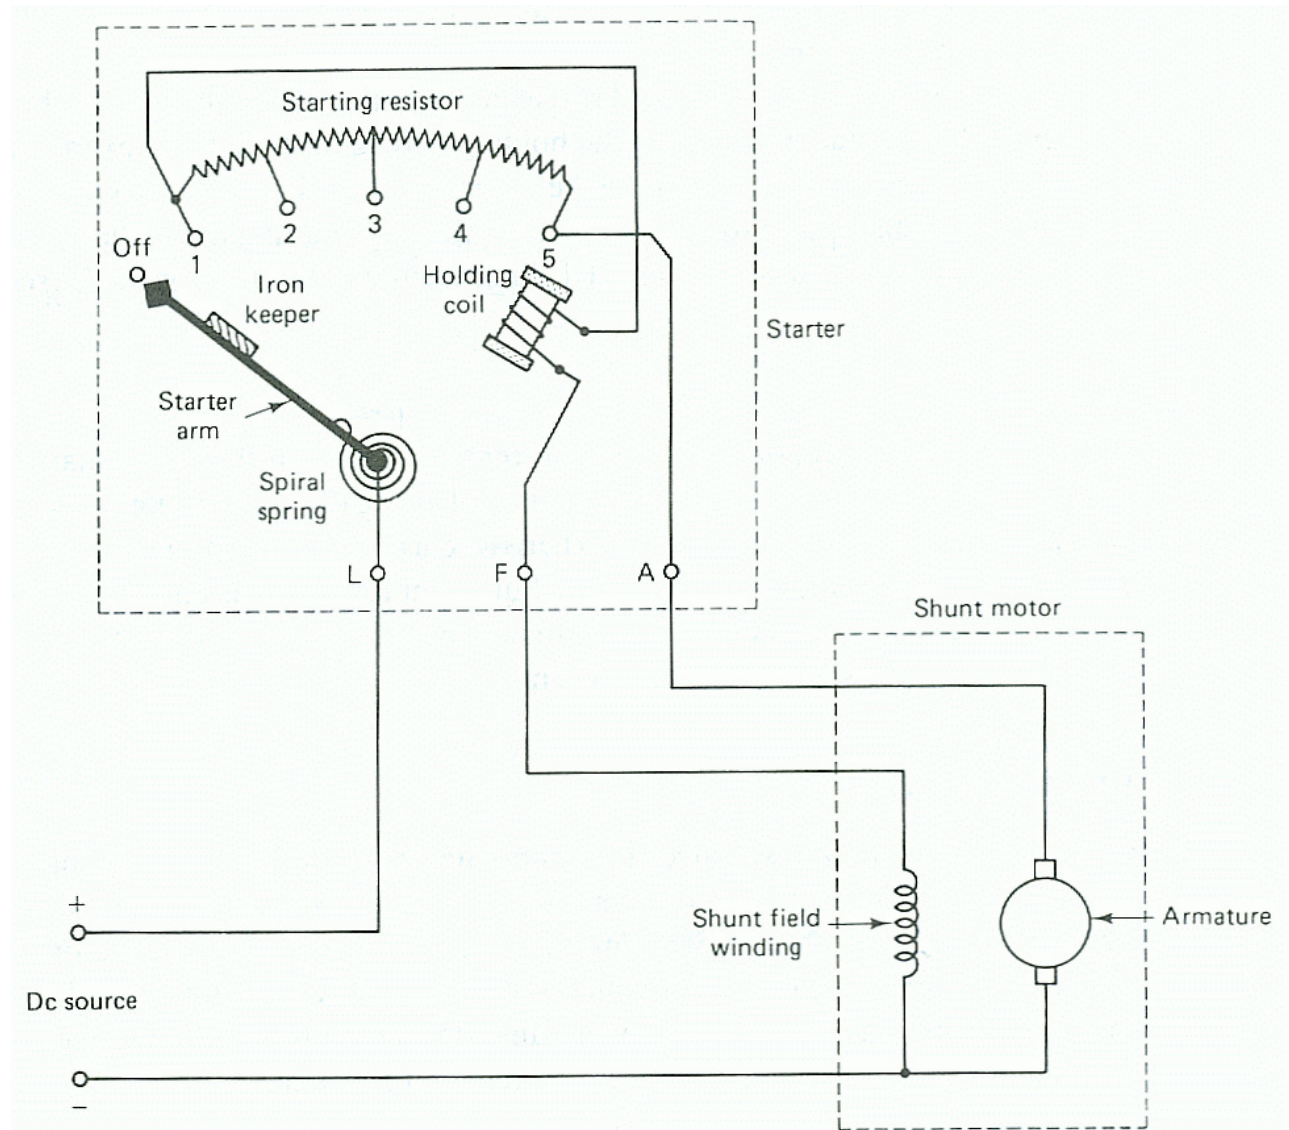 Starting resistor
Off
1
2
3
4
5
Iron
keeper
Holding
coil
Starter
Starter
arm
Spiral
spring
L
F
A
Shunt motor
+
Shunt field
winding
Armature
Dc source
−